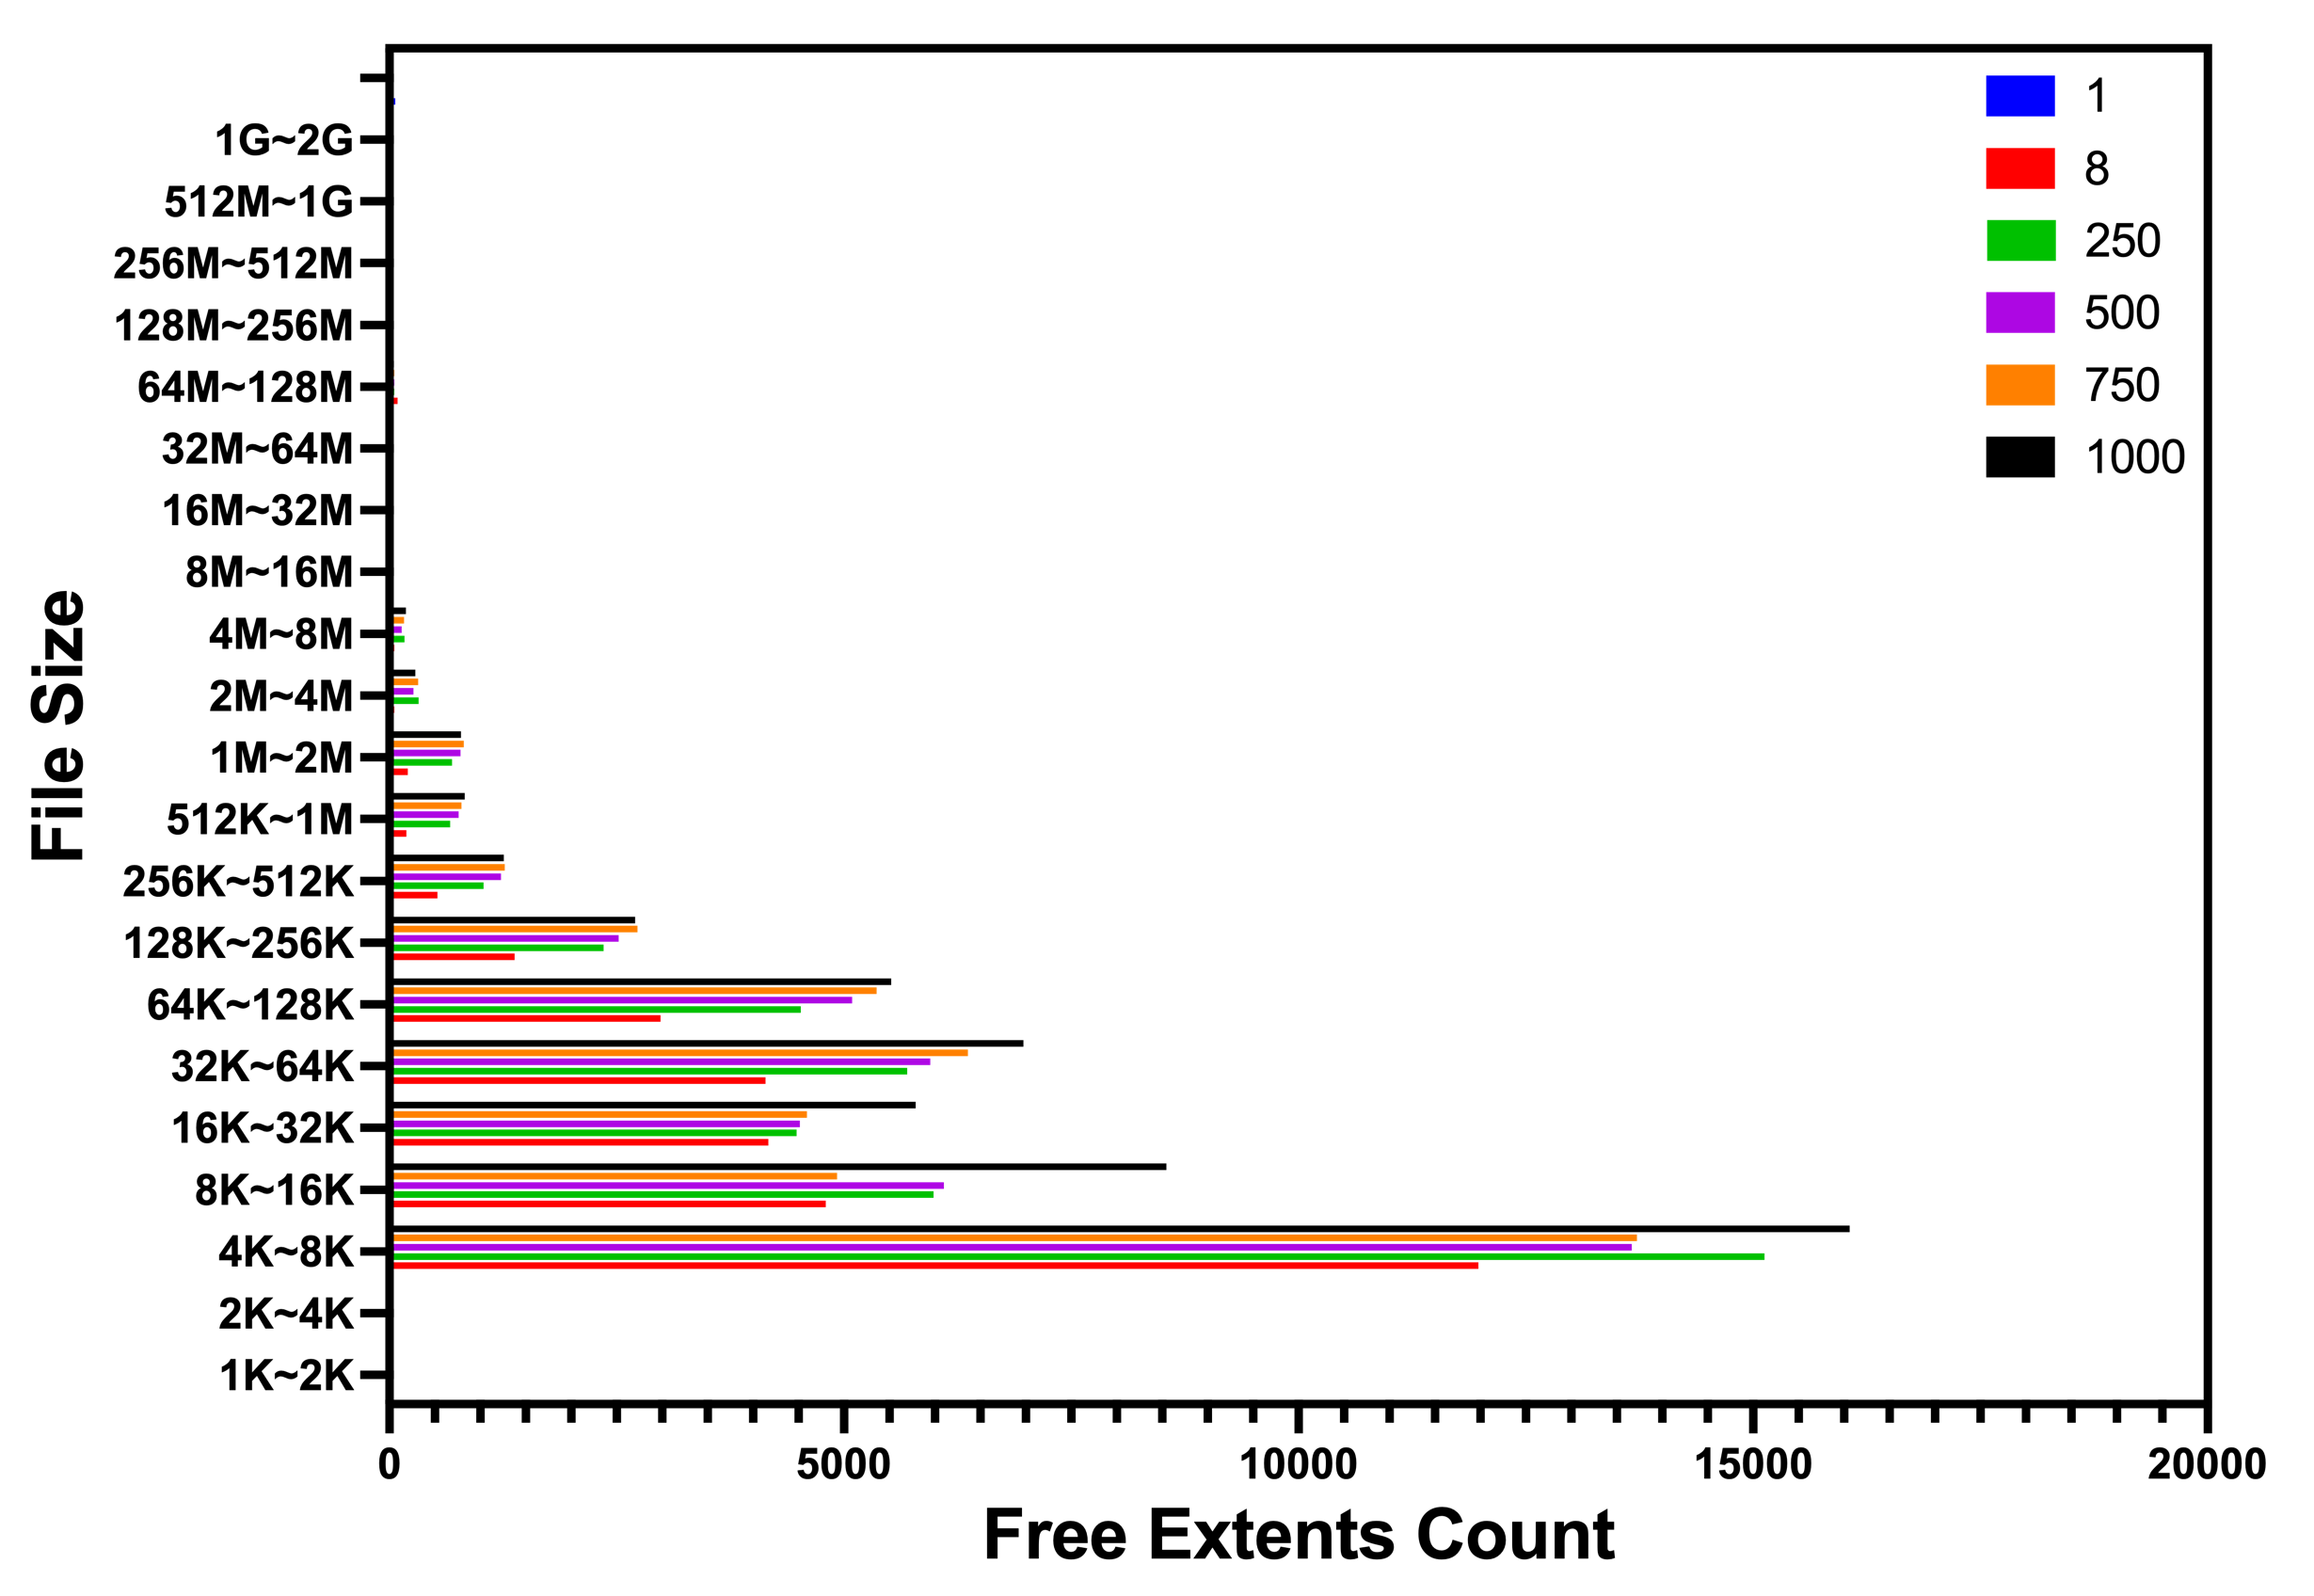 File Size
1G~2G
512M~1G
256M~512M
128M~256M
64M~128M
32M~64M
16M~32M
8M~16M
4M~8M
2M~4M
1M~2M
512K~1M
256K~512K
128K~256K
64K~128K
32K~64K
16K~32K
8K~16K
4K~8K
2K~4K
1K~2K
1
8
250
500
750
1000
0 5000 10000 15000 20000
Free Extents Count